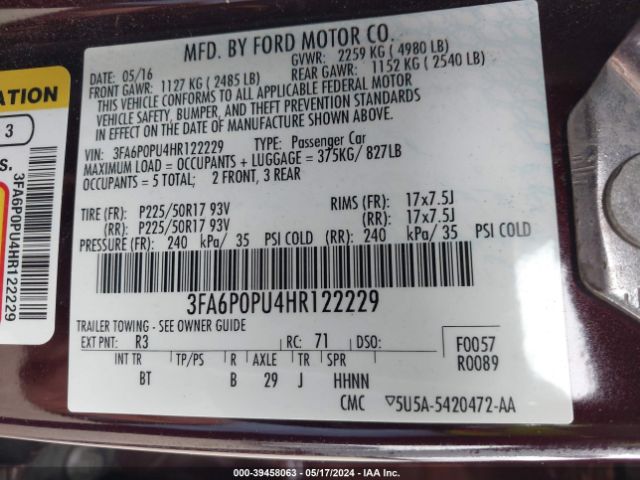 MFD. BY FORD MOTOR CO.
DATE: 05/16 GVWR: 2259 KG ( 4980 LB)
FRONT GAWR: 1127 KG ( 2485 LB) REAR GAWR: 1152 KG ( 2540 LB)
THIS VEHICLE CONFORMS TO ALL APPLICABLE FEDERAL MOTOR
VEHICLE SAFETY, BUMPER, AND THEFT PREVENTION STANDARDS
IN EFFECT ON THE DATE OF MANUFACTURE SHOWN ABOVE.
VIN: 3FA6P0PU4HR122229 TYPE: Passenger Car
MAXIMUM LOAD = OCCUPANTS + LUGGAGE = 375KG/ 827LB
OCCUPANTS = 5 TOTAL; 2 FRONT, 3 REAR
TIRE (FR): P225/50R17 93V RIMS (FR): 17x7.5J
(RR): P225/50R17 93V (RR): 17x7.5J
PRESSURE (FR): 240 kPa/ 35 PSI COLD (RR): 240 kPa/ 35 PSI COLD
3FA6P0PU4HR122229
TRAILER TOWING - SEE OWNER GUIDE
EXT PNT: R3 RC: 71 DSO: F0057
R0089
INT TR TP/PS R AXLE TR SPR
BT B 29 J HHNN
CMC ▽5U5A-5420472-AA
ATION
3
S.
3FA6P0PU4HR122229
000-39458063 - 05/17/2024 - IAA Inc.